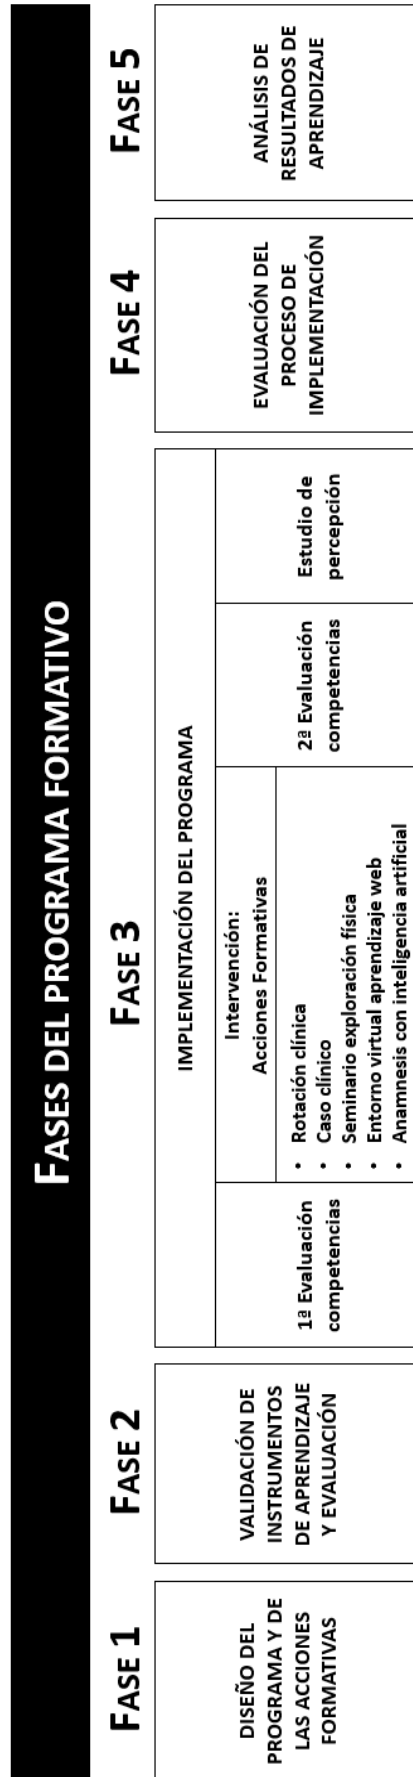 FASES DEL PROGRAMA FORMATIVO
FASE 1
DISEÑO DEL
PROGRAMA Y DE
LAS ACCIONES
FORMATIVAS
FASE 2
VALIDACIÓN DE
INSTRUMENTOS
DE APRENDIZAJE
Y EVALUACIÓN
FASE 3
IMPLEMENTACIÓN DEL PROGRAMA
1ª Evaluación
competencias
Intervención:
Acciones Formativas
• Rotación clínica
• Caso clínico
• Seminario exploración física
• Entorno virtual aprendizaje web
• Anamnesis con inteligencia artificial
2ª Evaluación
competencias
Estudio de
percepción
FASE 4
EVALUACIÓN DEL
PROCESO DE
IMPLEMENTACIÓN
FASE 5
ANÁLISIS DE
RESULTADOS DE
APRENDIZAJE